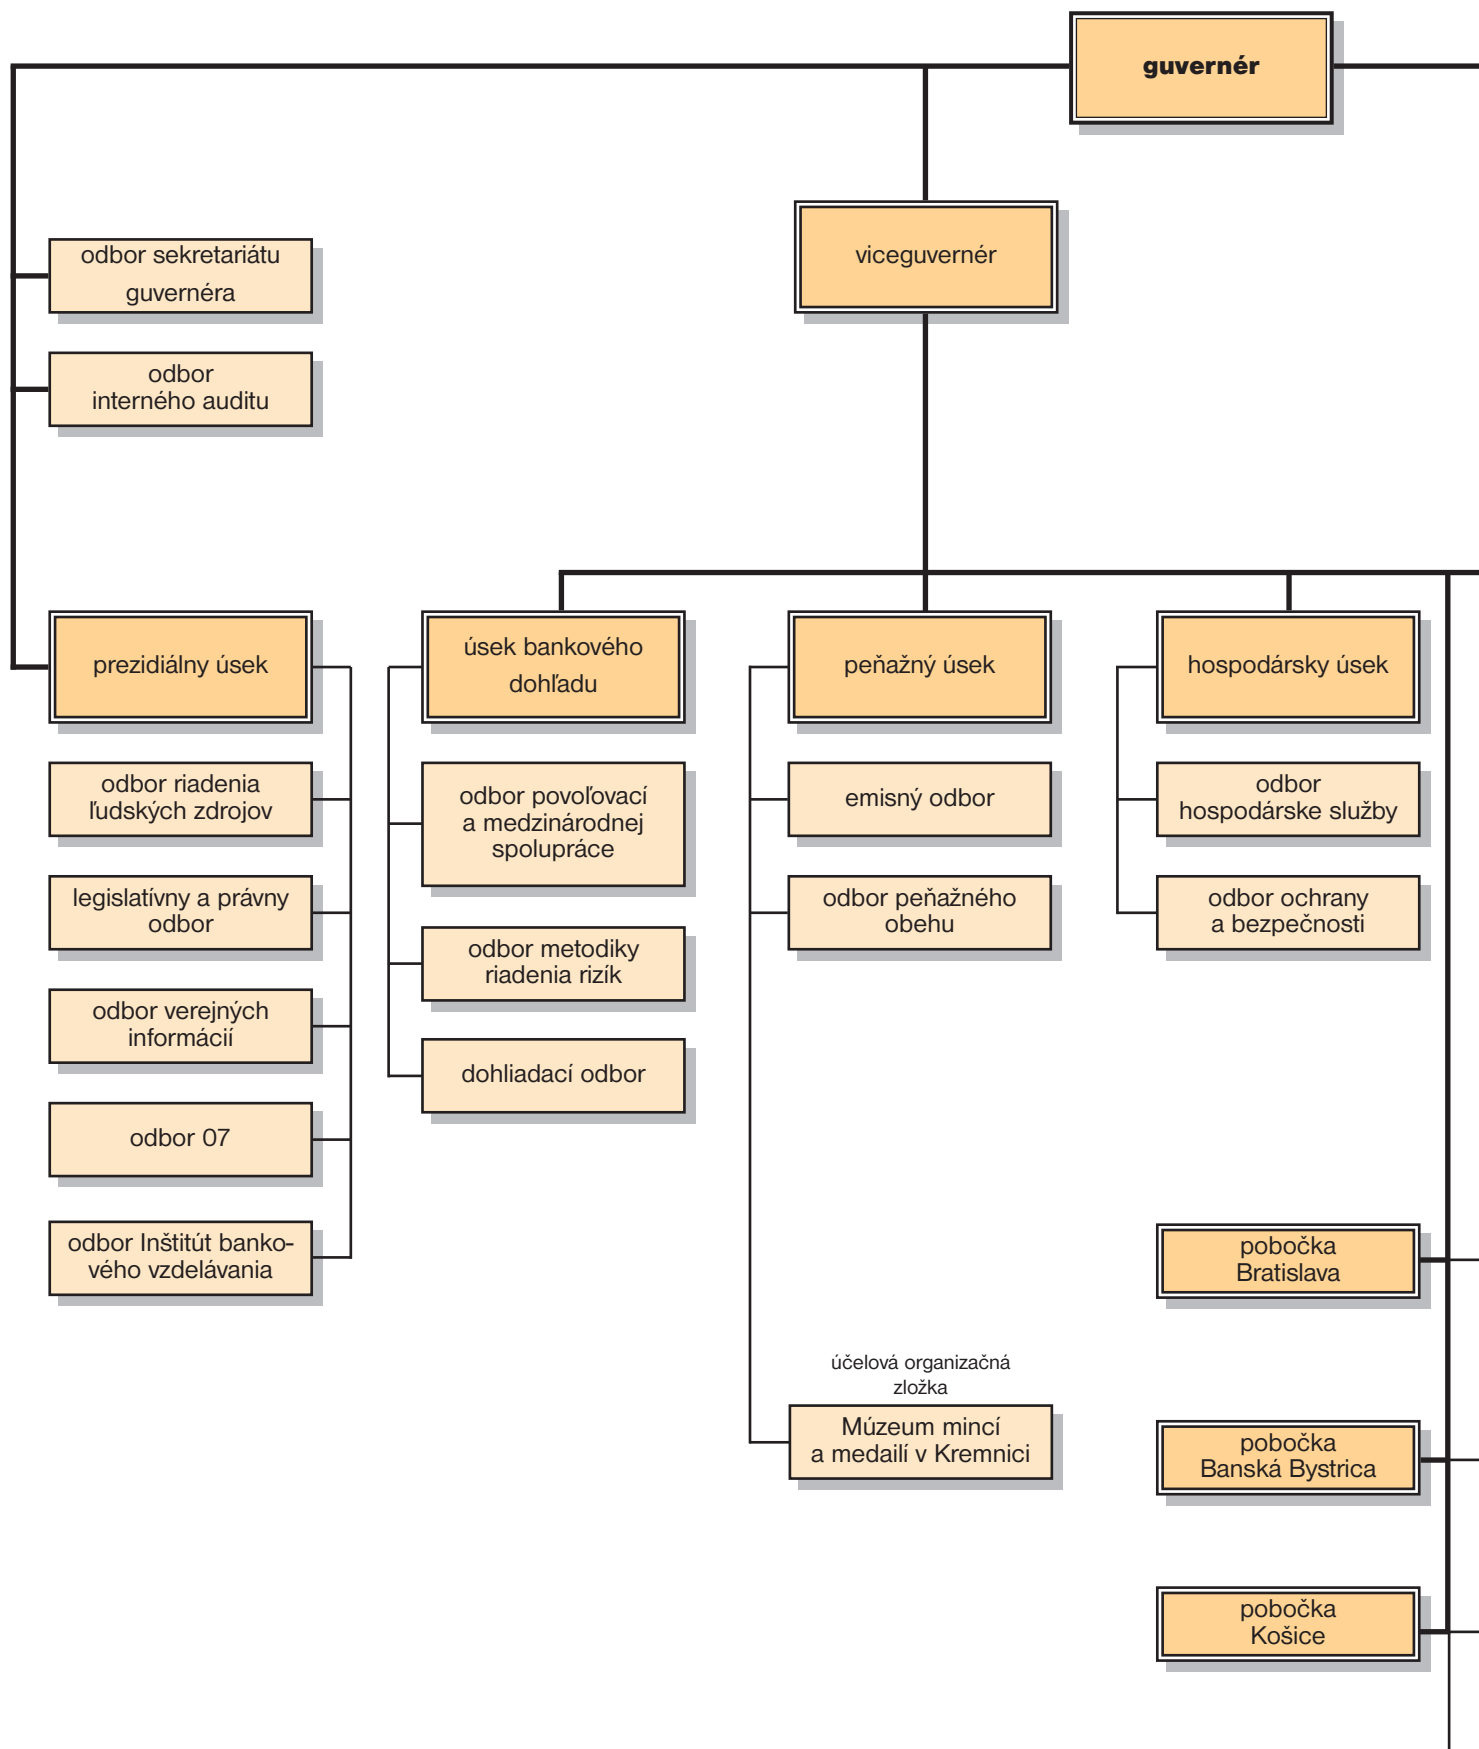 guvernér
viceguvernér
odbor sekretariátu
guvernéra
odbor
interného auditu
prezidiálny úsek
odbor riadenia
ľudských zdrojov
legislatívny a právny
odbor
odbor verejných
informácií
odbor 07
odbor Inštitút banko-
vého vzdelávania
úsek bankového
dohľadu
odbor povoľovací
a medzinárodnej
spolupráce
odbor metodiky
riadenia rizík
dohliadací odbor
peňažný úsek
emisný odbor
odbor peňažného
obehu
účelová organizačná
zložka
Múzeum mincí
a medailí v Kremnici
hospodársky úsek
odbor
hospodárske služby
odbor ochrany
a bezpečnosti
pobočka
Bratislava
pobočka
Banská Bystrica
pobočka
Košice